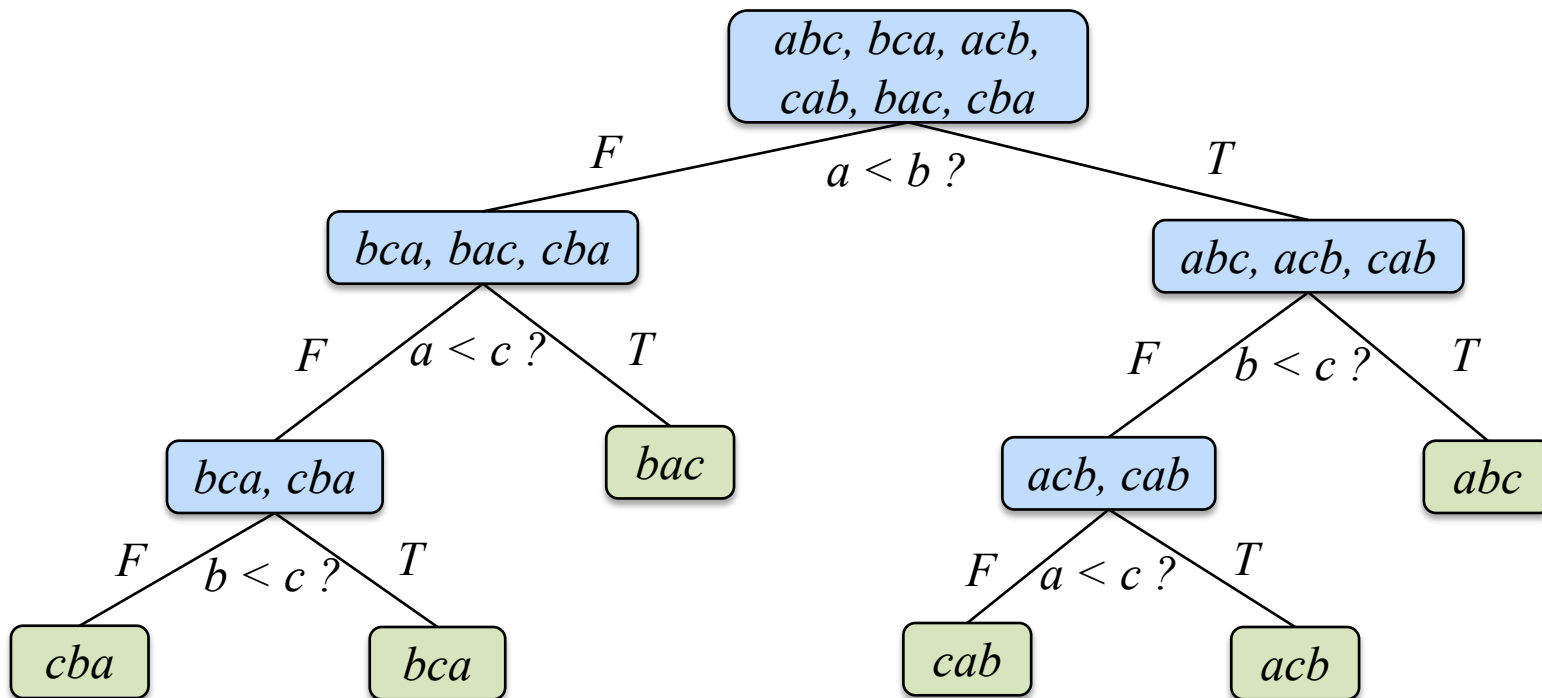 abc, bca, acb,
cab, bac, cba
F
a < b ?
T
bca, bac, cba
abc, acb, cab
F
a < c ?
T
F
b < c ?
T
bca, cba
bac
acb, cab
abc
F
b < c ?
T
F
a < c ?
T
cba
bca
cab
acb